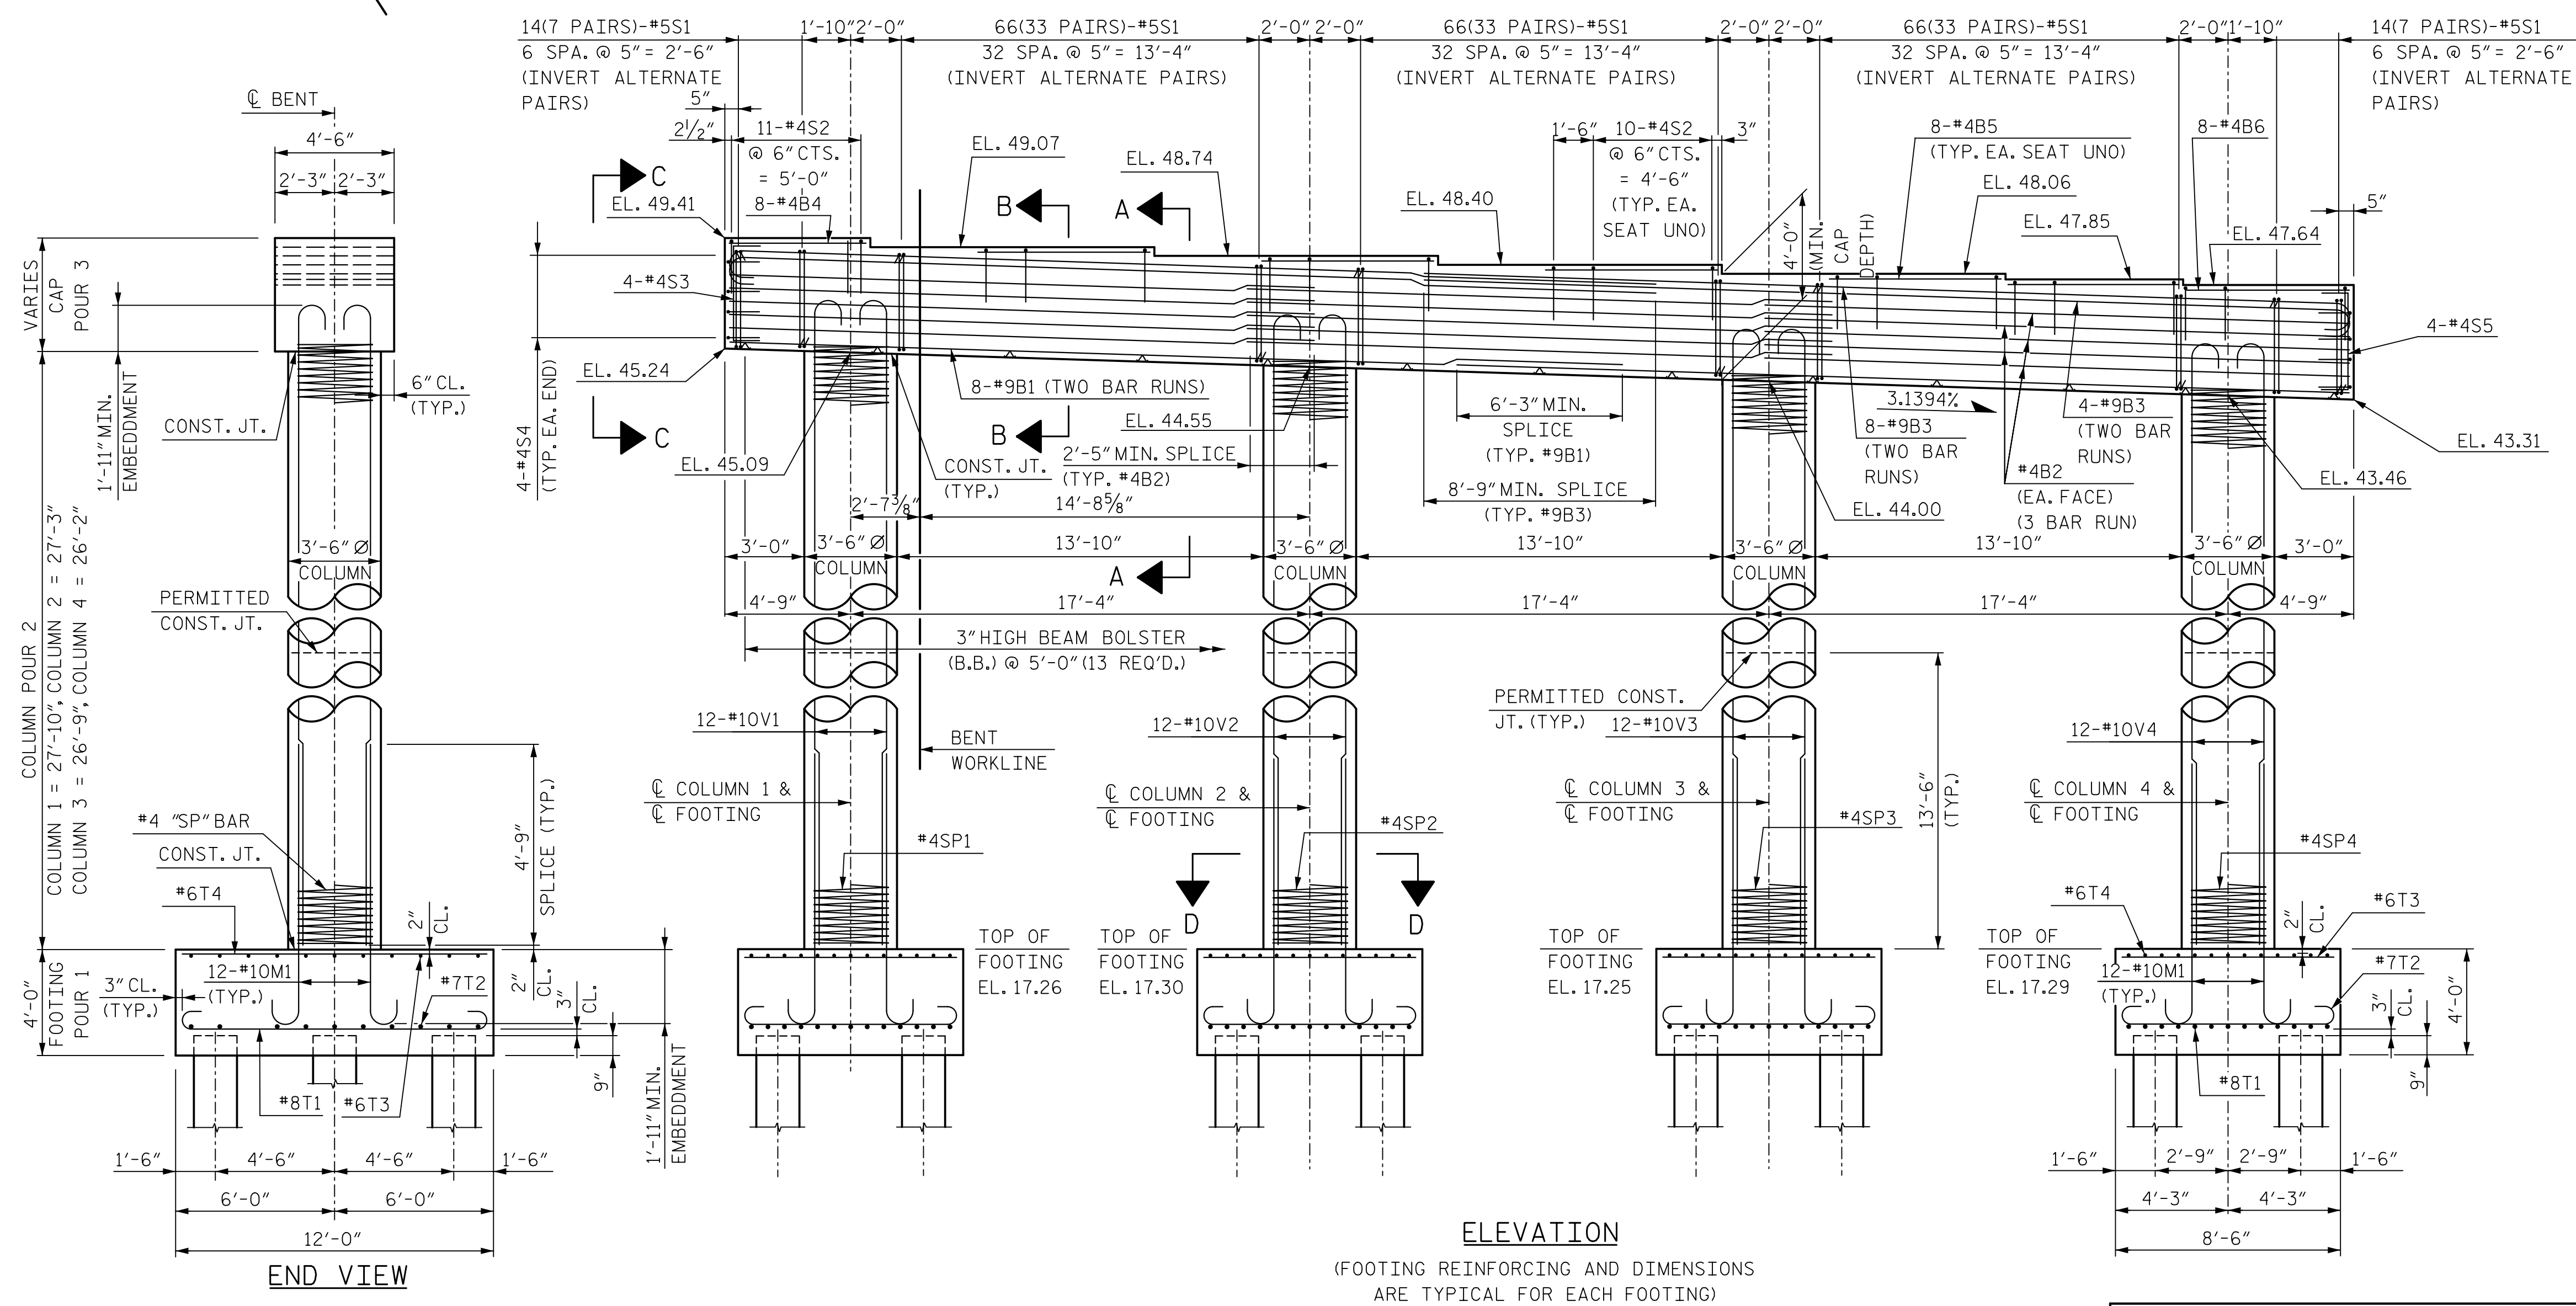 14(7 PAIRS)-#5S1
6 SPA. @ 5"= 2'-6"
(INVERT ALTERNATE
PAIRS)
1'-10" 2'-0"
66(33 PAIRS)-#5S1
32 SPA. @ 5"= 13'-4"
(INVERT ALTERNATE PAIRS)
2'-0" 2'-0"
66(33 PAIRS)-#5S1
32 SPA. @ 5"= 13'-4"
(INVERT ALTERNATE PAIRS)
2'-0" 2'-0"
66(33 PAIRS)-#5S1
32 SPA. @ 5"= 13'-4"
(INVERT ALTERNATE PAIRS)
2'-0" 1'-10"
14(7 PAIRS)-#5S1
6 SPA. @ 5"= 2'-6"
(INVERT ALTERNATE
PAIRS)
℄ BENT
4'-6"
2'-3" 2'-3"
VARIES
CAP
POUR 3
1'-11" MIN.
EMBEDDMENT
CONST. JT.
6" CL.
(TYP.)
COLUMN POUR 2
COLUMN 1 = 27'-10", COLUMN 2 = 27'-3"
COLUMN 3 = 26'-9", COLUMN 4 = 26'-2"
3'-6" Ø
COLUMN
PERMITTED
CONST. JT.
4'-9"
SPLICE (TYP.)
#4 "SP" BAR
CONST. JT.
#6T4
2"
CL.
4'-0"
FOOTING
POUR 1
3" CL.
(TYP.)
12-#10M1
(TYP.)
#7T2
2"
CL.
3"
CL.
9"
1'-11" MIN.
EMBEDDMENT
#8T1
#6T3
1'-6"
4'-6"
4'-6"
1'-6"
6'-0"
6'-0"
12'-0"
END VIEW
5"
2½"
11-#4S2
@ 6" CTS.
= 5'-0"
C
EL. 49.41
8-#4B4
EL. 49.07
B
A
EL. 48.74
EL. 48.40
1'-6"
10-#4S2
@ 6" CTS.
= 4'-6"
(TYP. EA.
SEAT UNO)
3"
4'-0"
(MIN.
CAP
DEPTH)
8-#4B5
(TYP. EA. SEAT UNO)
EL. 48.06
8-#4B6
EL. 47.85
EL. 47.64
5"
4-#4S3
4-#4S5
EL. 45.24
C
4-#4S4
(TYP. EA. END)
8-#9B1 (TWO BAR RUNS)
B
EL. 44.55
EL. 45.09
CONST. JT.
(TYP.)
2'-5" MIN. SPLICE
(TYP. #4B2)
6'-3" MIN.
SPLICE
(TYP. #9B1)
8'-9" MIN. SPLICE
(TYP. #9B3)
3.1394%
8-#9B3
(TWO BAR
RUNS)
EL. 44.00
#4B2
(EA. FACE)
(3 BAR RUN)
4-#9B3
(TWO BAR
RUNS)
EL. 43.46
EL. 43.31
2'-7⅜"
14'-8⅝"
3'-0"
3'-6" Ø
COLUMN
13'-10"
3'-6" Ø
COLUMN
13'-10"
3'-6" Ø
COLUMN
13'-10"
3'-6" Ø
COLUMN
3'-0"
A
4'-9"
17'-4"
17'-4"
17'-4"
4'-9"
3" HIGH BEAM BOLSTER
(B.B.) @ 5'-0" (13 REQ'D.)
12-#10V1
BENT
WORKLINE
12-#10V2
PERMITTED CONST.
JT. (TYP.)
12-#10V3
12-#10V4
℄ COLUMN 1 &
℄ FOOTING
℄ COLUMN 2 &
℄ FOOTING
℄ COLUMN 3 &
℄ FOOTING
℄ COLUMN 4 &
℄ FOOTING
13'-6"
(TYP.)
#4SP1
#4SP2
#4SP3
#4SP4
D
D
TOP OF
FOOTING
EL. 17.26
TOP OF
FOOTING
EL. 17.30
TOP OF
FOOTING
EL. 17.25
TOP OF
FOOTING
EL. 17.29
#6T4
2"
CL.
#6T3
12-#10M1
(TYP.)
#7T2
3"
CL.
4'-0"
9"
#8T1
1'-6"
2'-9"
2'-9"
1'-6"
4'-3"
4'-3"
8'-6"
ELEVATION
(FOOTING REINFORCING AND DIMENSIONS
ARE TYPICAL FOR EACH FOOTING)